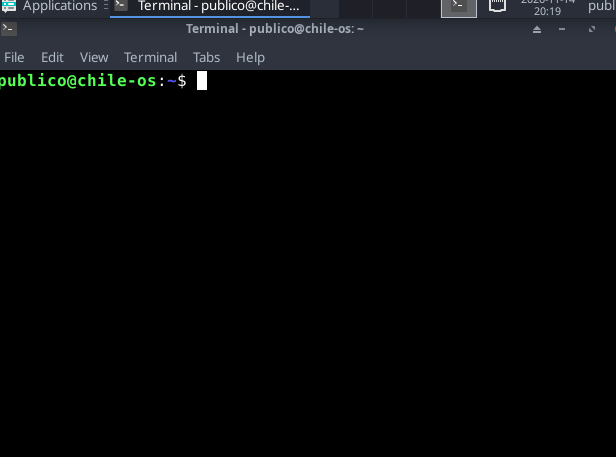 Applications
Terminal - publico@chile-...
20:19
publ
Terminal - publico@chile-os: ~
File Edit View Terminal Tabs Help
publico@chile-os:~$